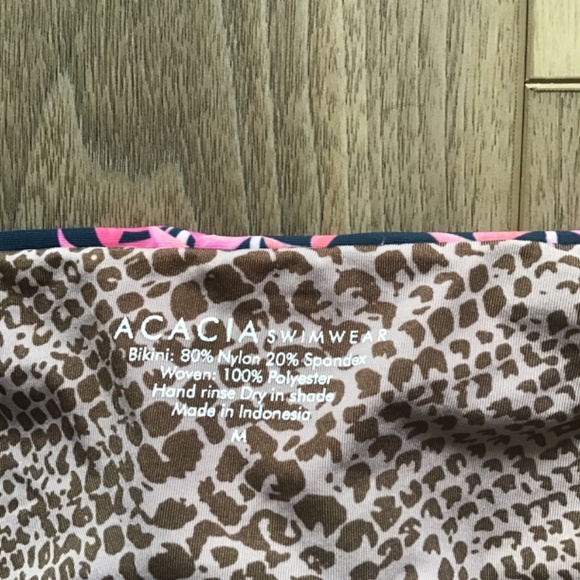 ACACIA SWIMWEAR
Bikini: 80% Nylon 20% Spandex
Woven: 100% Polyester
Hand rinse Dry in shade
Made in Indonesia
M